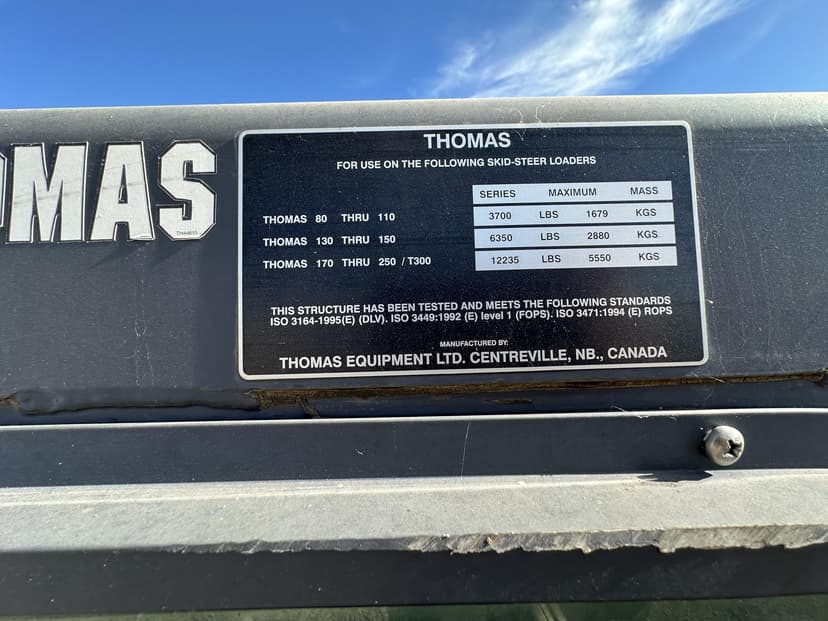 MAS
TH44615
THOMAS
FOR USE ON THE FOLLOWING SKID-STEER LOADERS
SERIES MAXIMUM MASS
THOMAS 80 THRU 110 3700 LBS 1679 KGS
THOMAS 130 THRU 150 6350 LBS 2880 KGS
THOMAS 170 THRU 250 / T300 12235 LBS 5550 KGS
THIS STRUCTURE HAS BEEN TESTED AND MEETS THE FOLLOWING STANDARDS
ISO 3164-1995(E) (DLV). ISO 3449:1992 (E) level 1 (FOPS). ISO 3471:1994 (E) ROPS
MANUFACTURED BY:
THOMAS EQUIPMENT LTD. CENTREVILLE, NB., CANADA